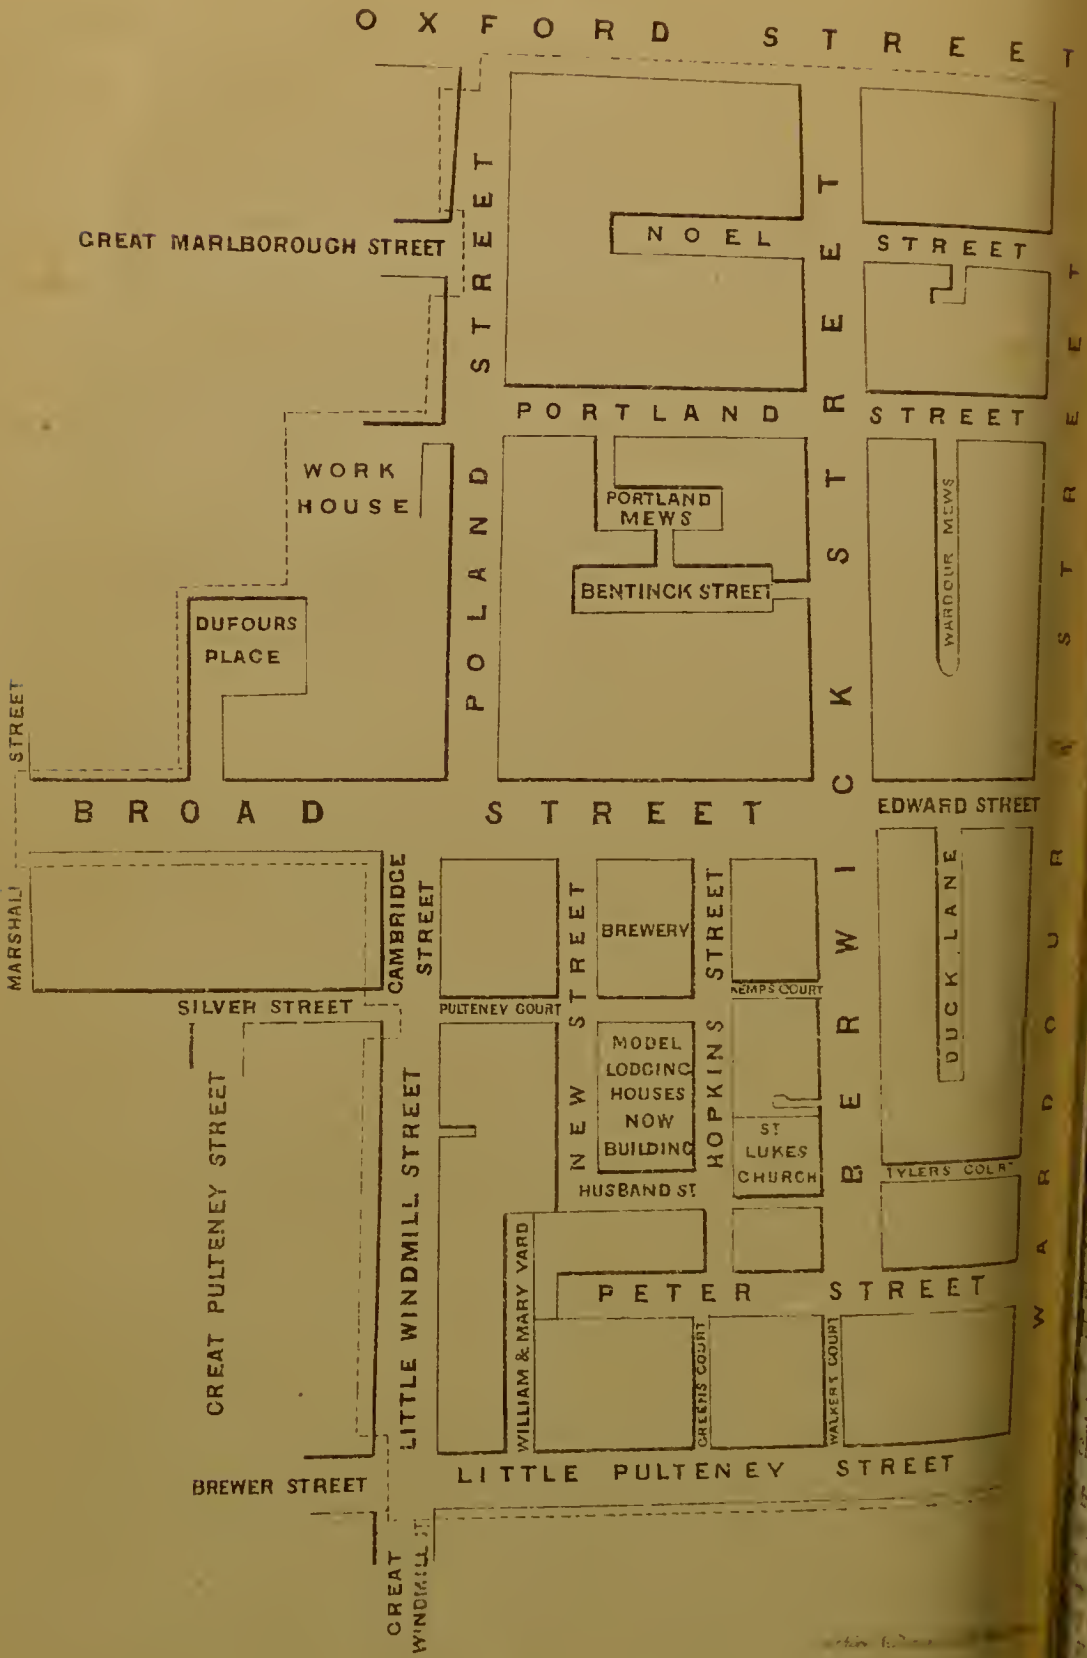 OXFORD STREET
GREAT MARLBOROUGH STREET
POLAND STREET
NOEL STREET
PORTLAND STREET
WORK
HOUSE
PORTLAND
MEWS
BENTINCK STREET
WARDOUR MEWS
DUFOURS
PLACE
MARSHALL STREET
BROAD STREET
EDWARD STREET
BERWICK STREET
WARDOUR STREET
CAMBRIDGE
STREET
NEW STREET
BREWERY
HOPKINS STREET
KEMPS COURT
DUCK LANE
SILVER STREET
PULTENEY COURT
MODEL
LODGING
HOUSES
NOW
BUILDING
ST
LUKES
CHURCH
TYLERS COURT
HUSBAND ST.
GREAT PULTENEY STREET
LITTLE WINDMILL STREET
WILLIAM & MARY YARD
PETER STREET
GREENS COURT
WALKERS COURT
BREWER STREET
LITTLE PULTENEY STREET
GREAT
WINDMILL ST.